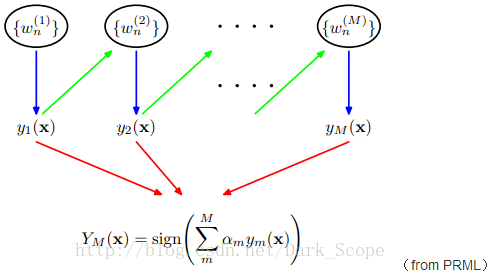 {w_n^{(1)}} {w_n^{(2)}} · · · · {w_n^{(M)}}
· · · ·
y_1(x) y_2(x) y_M(x)
Y_M(x) = sign(∑_m^M α_m y_m(x))
http://blog.csdn.net/Dark_Scope
(from PRML)